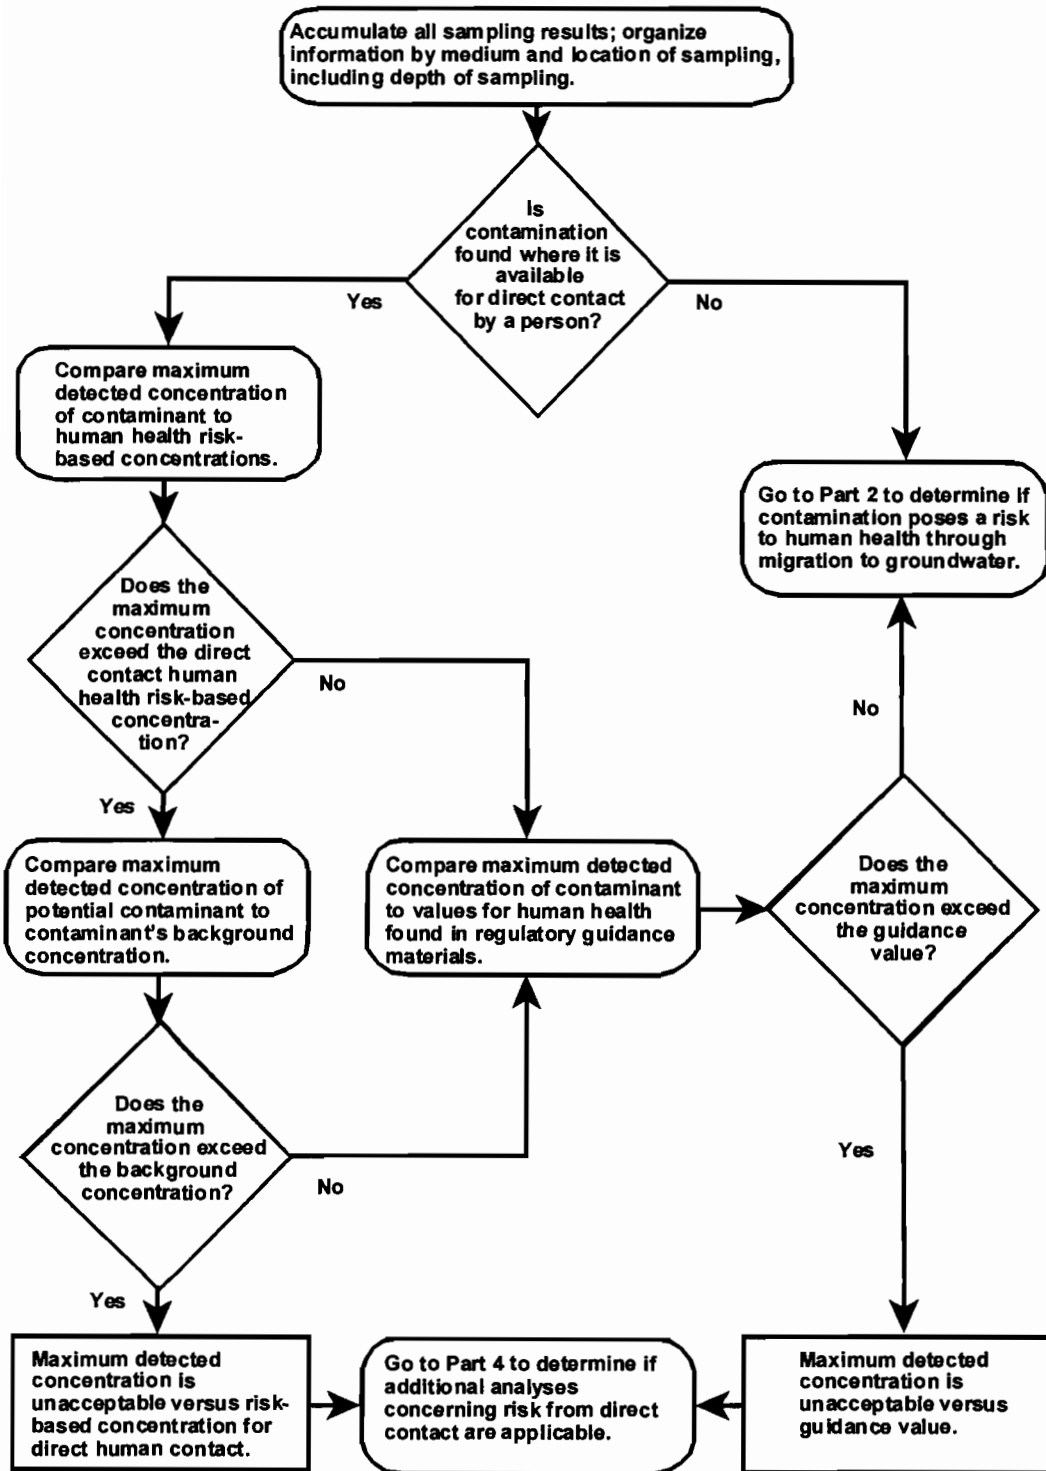 Accumulate all sampling results; organize
information by medium and location of sampling,
including depth of sampling.
Is
contamination
found where it is
available
for direct contact
by a person?
Yes
No
Compare maximum
detected concentration
of contaminant to
human health risk-
based concentrations.
Go to Part 2 to determine if
contamination poses a risk
to human health through
migration to groundwater.
Does the
maximum
concentration
exceed the direct
contact human
health risk-based
concentra-
tion?
No
Yes
No
Compare maximum
detected concentration of
potential contaminant to
contaminant's background
concentration.
Compare maximum detected
concentration of contaminant
to values for human health
found in regulatory guidance
materials.
Does the
maximum
concentration exceed
the guidance
value?
Does the
maximum
concentration exceed
the background
concentration?
No
Yes
Yes
Maximum detected
concentration is
unacceptable versus risk-
based concentration for
direct human contact.
Go to Part 4 to determine if
additional analyses
concerning risk from direct
contact are applicable.
Maximum detected
concentration is
unacceptable versus
guidance value.